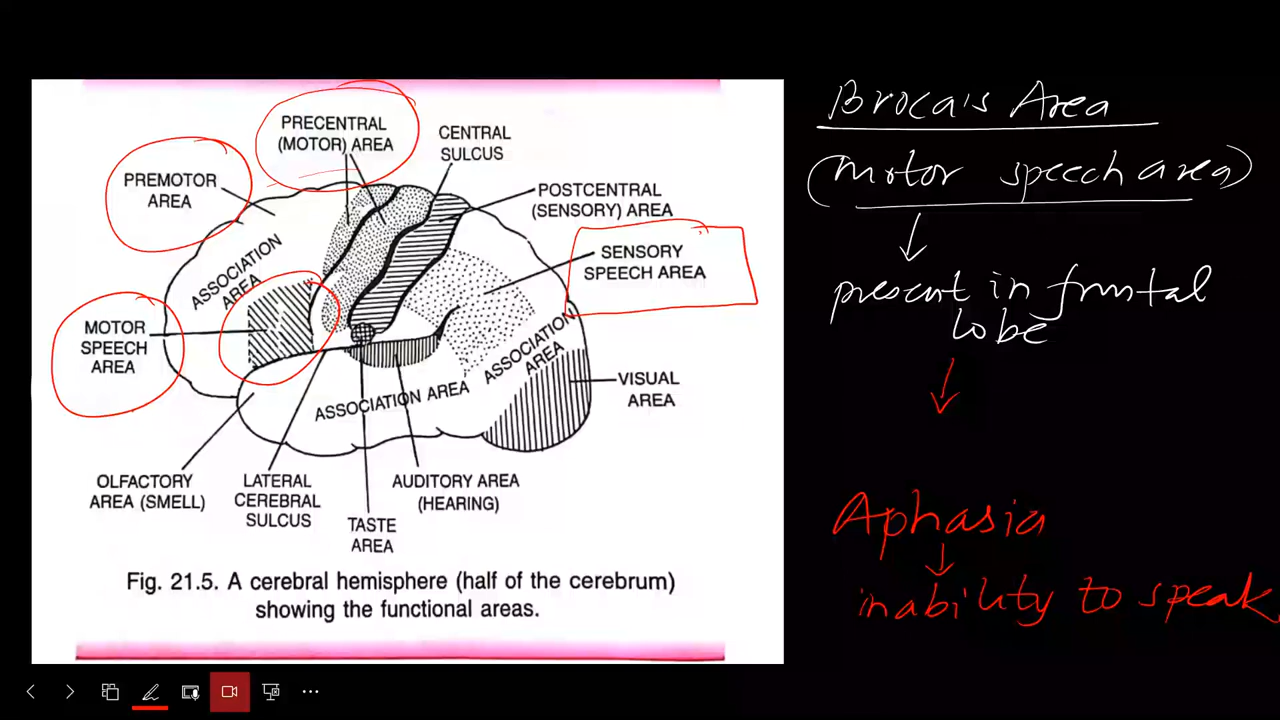 PRECENTRAL
(MOTOR) AREA
CENTRAL
SULCUS
PREMOTOR
AREA
POSTCENTRAL
(SENSORY) AREA
SENSORY
SPEECH AREA
ASSOCIATION
AREA
MOTOR
SPEECH
AREA
ASSOCIATION
AREA
ASSOCIATION AREA
VISUAL
AREA
OLFACTORY
AREA (SMELL)
LATERAL
CEREBRAL
SULCUS
TASTE
AREA
AUDITORY AREA
(HEARING)
Fig. 21.5. A cerebral hemisphere (half of the cerebrum)
showing the functional areas.
Broca's Area
(Motor speech area)
present in frontal
lobe
Aphasia
inability to speak